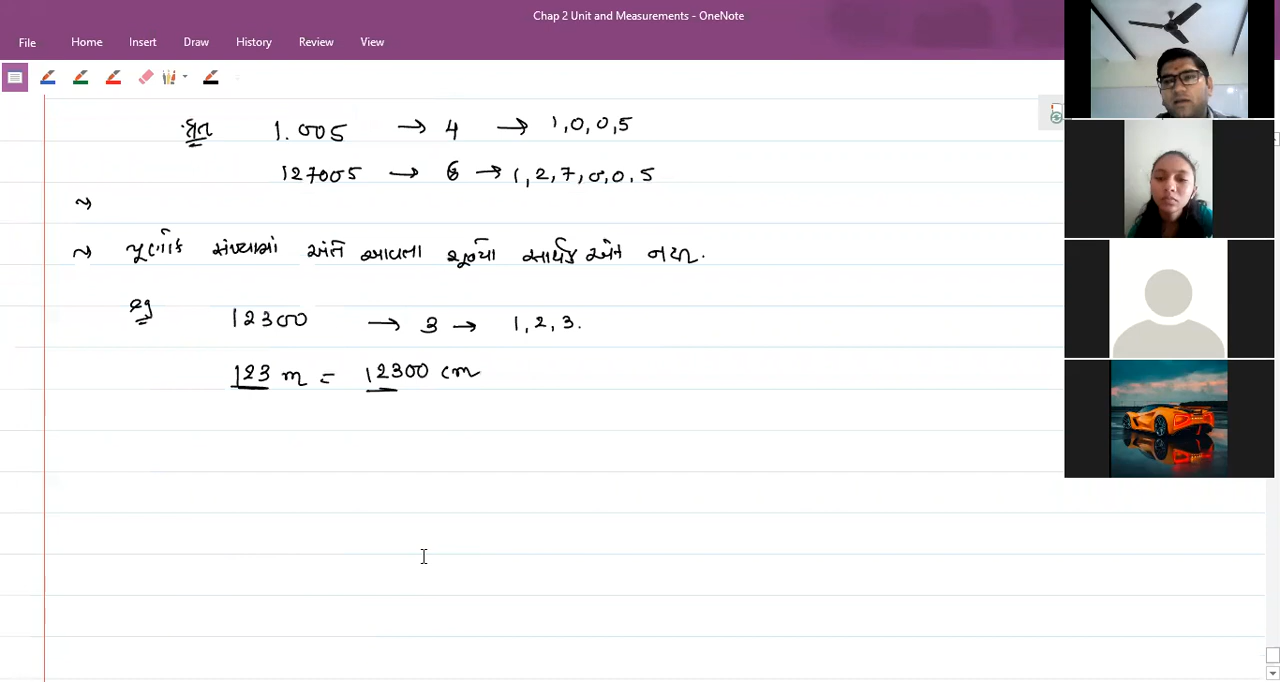 Chap 2 Unit and Measurements - OneNote
File Home Insert Draw History Review View
1.005 → 4 → 1,0,0,5
127005 → 6 → 1,2,7,0,0,5
પૂર્ણાંક સંખ્યાઓ અંતે આવતા શૂન્યો સાર્થક અંક નથી.
eg
12300 → 3 → 1,2,3.
123 m = 12300 cm